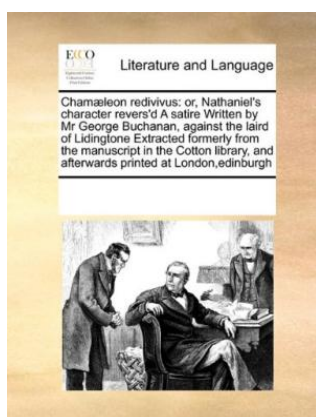 ECCO
Literature and Language
Chamæleon redivivus: or, Nathaniel's
character revers'd A satire Written by
Mr George Buchanan, against the laird
of Lidingtone Extracted formerly from
the manuscript in the Cotton library, and
afterwards printed at London,edinburgh